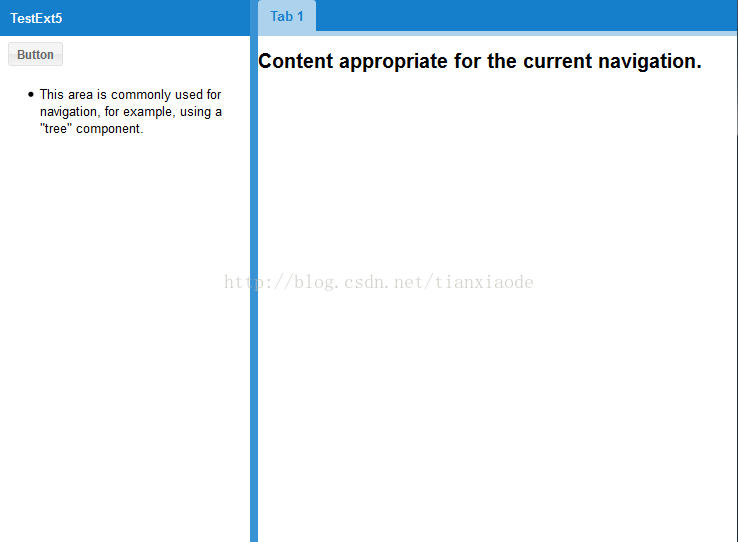 TestExt5
Button
This area is commonly used for
navigation, for example, using a
"tree" component.
Tab 1
Content appropriate for the current navigation.
http://blog.csdn.net/tianxiaode